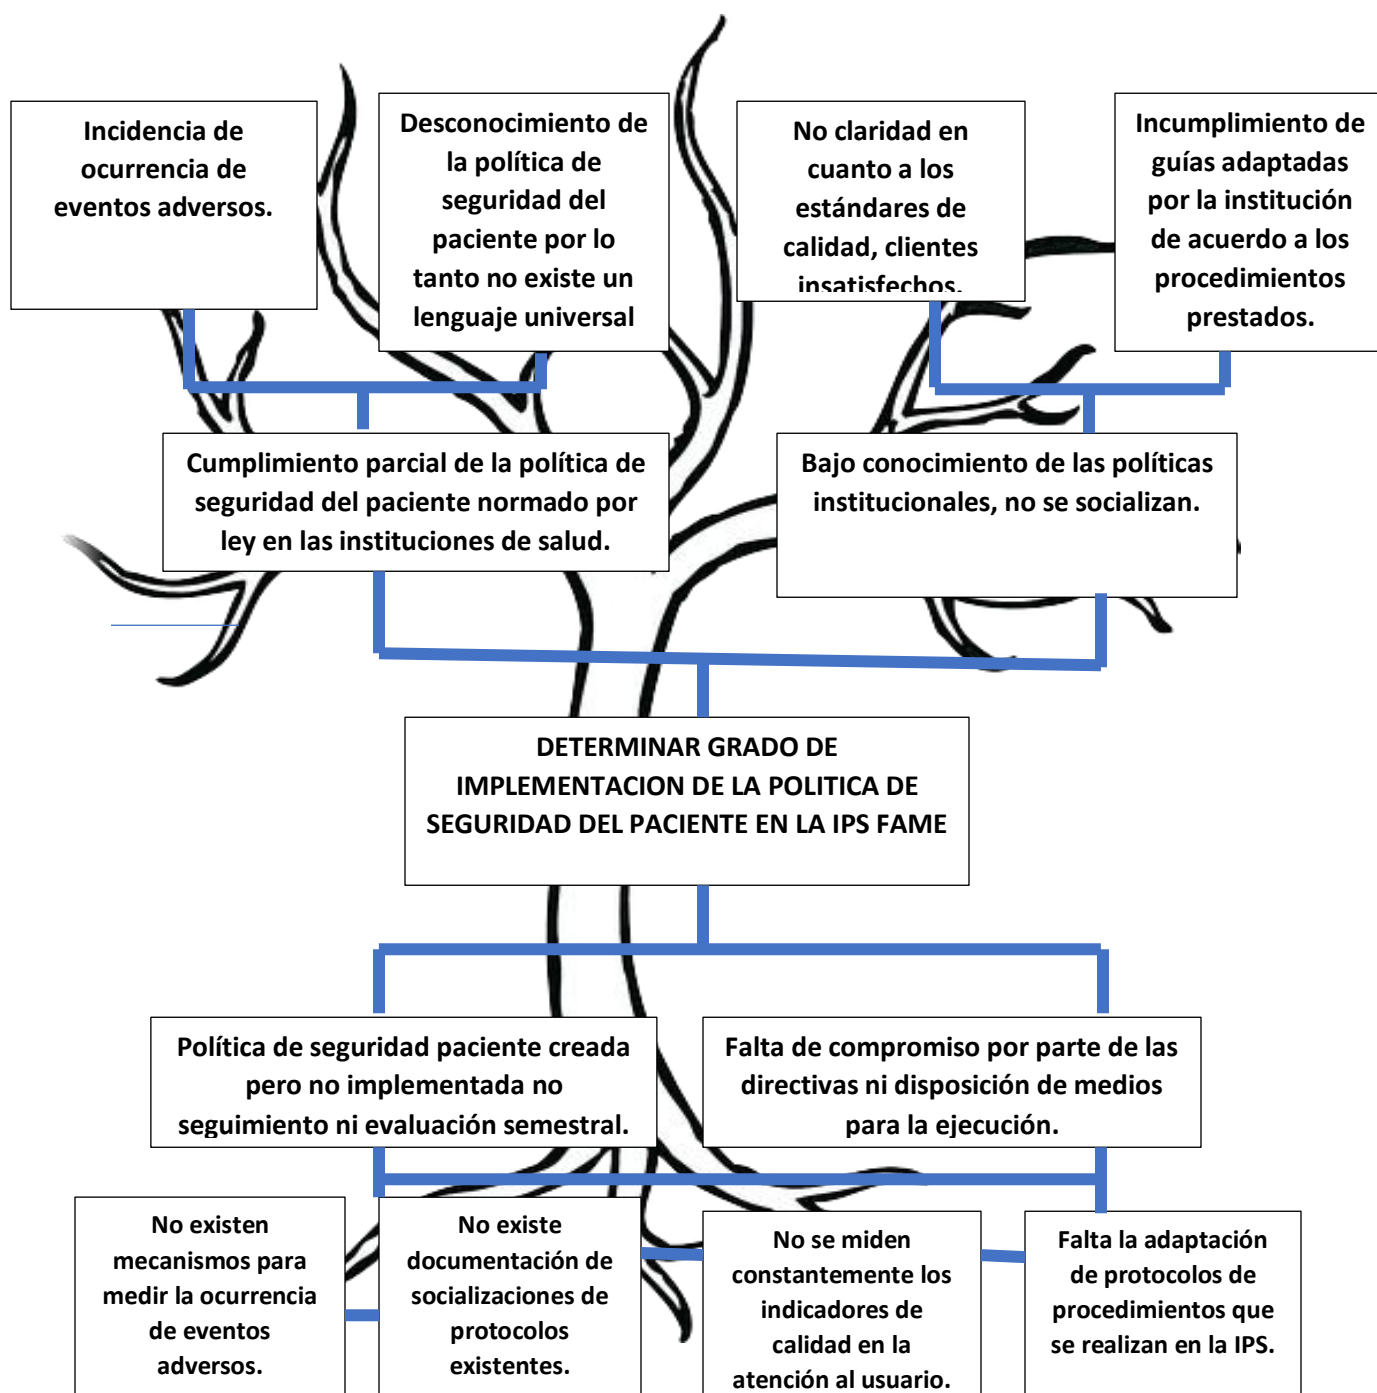 Incidencia de
ocurrencia de
eventos adversos.
Desconocimiento de
la política de
seguridad del
paciente por lo
tanto no existe un
lenguaje universal
No claridad en
cuanto a los
estándares de
calidad, clientes
insatisfechos.
Incumplimiento de
guías adaptadas
por la institución
de acuerdo a los
procedimientos
prestados.
Cumplimiento parcial de la política de
seguridad del paciente normado por
ley en las instituciones de salud.
Bajo conocimiento de las políticas
institucionales, no se socializan.
DETERMINAR GRADO DE
IMPLEMENTACION DE LA POLITICA DE
SEGURIDAD DEL PACIENTE EN LA IPS FAME
Política de seguridad paciente creada
pero no implementada no
seguimiento ni evaluación semestral.
Falta de compromiso por parte de las
directivas ni disposición de medios
para la ejecución.
No existen
mecanismos para
medir la ocurrencia
de eventos
adversos.
No existe
documentación de
socializaciones de
protocolos
existentes.
No se miden
constantemente los
indicadores de
calidad en la
atención al usuario.
Falta la adaptación
de protocolos de
procedimientos que
se realizan en la IPS.